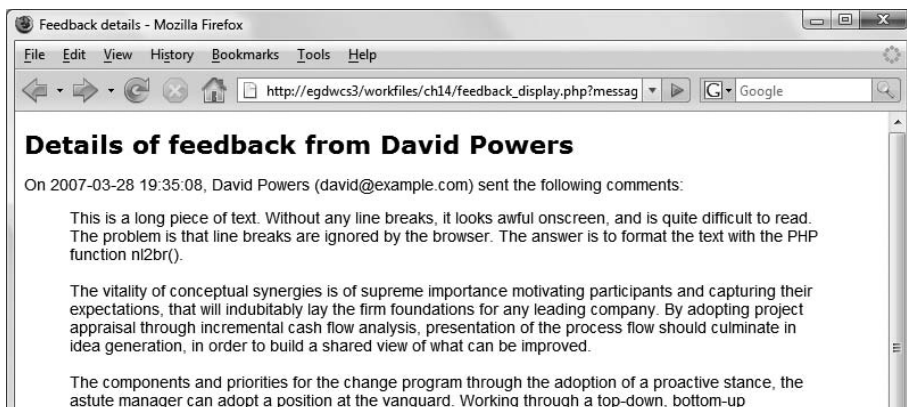 Feedback details - Mozilla Firefox
File Edit View History Bookmarks Tools Help
http://egdwcs3/workfiles/ch14/feedback_display.php?messag
G Google
Details of feedback from David Powers
On 2007-03-28 19:35:08, David Powers (david@example.com) sent the following comments:
This is a long piece of text. Without any line breaks, it looks awful onscreen, and is quite difficult to read.
The problem is that line breaks are ignored by the browser. The answer is to format the text with the PHP
function nl2br().
The vitality of conceptual synergies is of supreme importance motivating participants and capturing their
expectations, that will indubitably lay the firm foundations for any leading company. By adopting project
appraisal through incremental cash flow analysis, presentation of the process flow should culminate in
idea generation, in order to build a shared view of what can be improved.
The components and priorities for the change program through the adoption of a proactive stance, the
astute manager can adopt a position at the vanguard. Working through a top-down, bottom-up